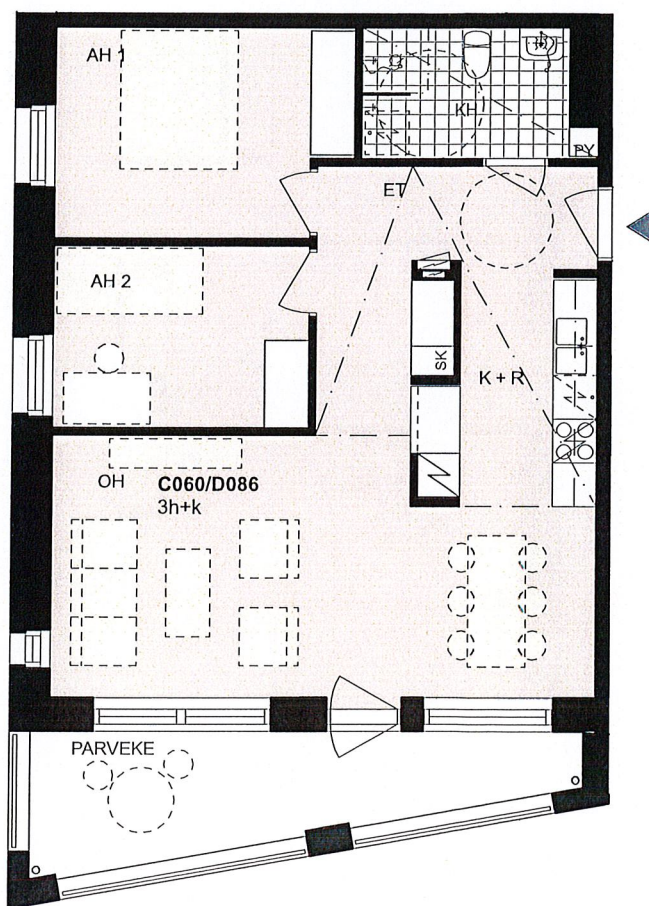 AH 1
KH
PY
ET
AH 2
SK
K + R
OH
C060/D086
3h+k
PARVEKE